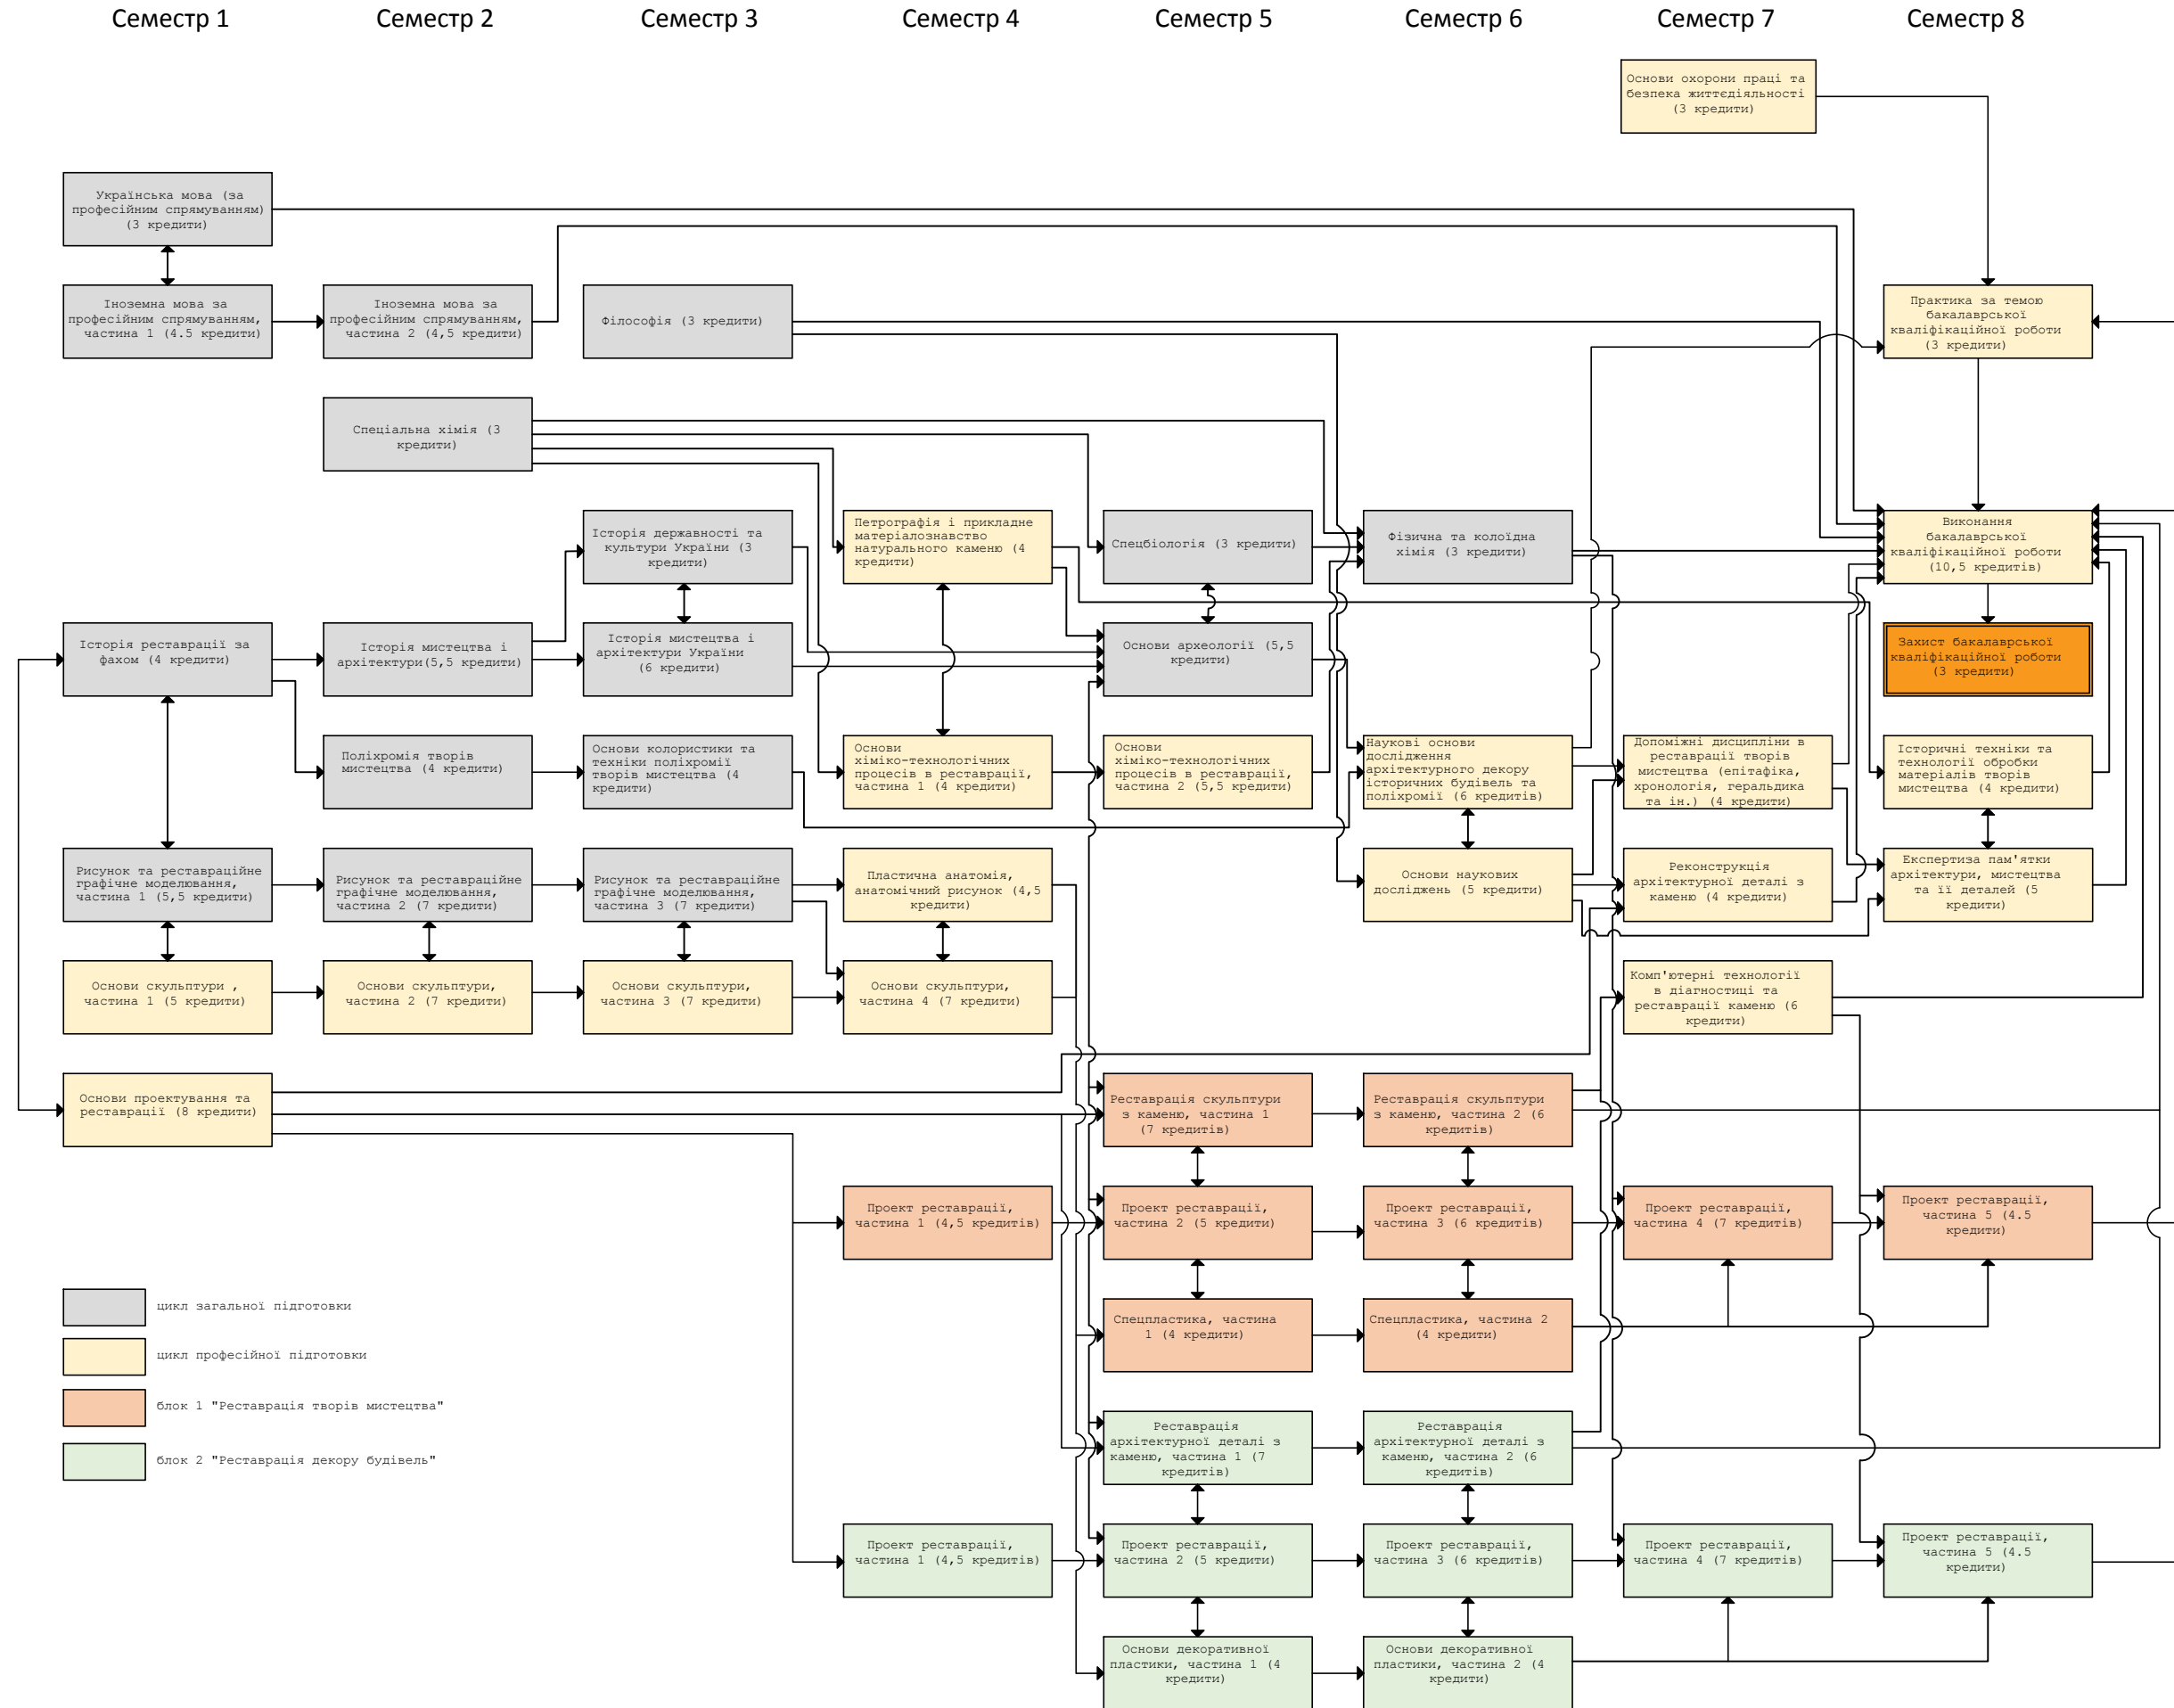 Семестр 1
Семестр 2
Семестр 3
Семестр 4
Семестр 5
Семестр 6
Семестр 7
Семестр 8
Основи охорони праці та
безпека життєдіяльності
(3 кредити)
Українська мова (за
професійним спрямуванням)
(3 кредити)
Іноземна мова за
професійним спрямуванням,
частина 1 (4.5 кредити)
Іноземна мова за
професійним спрямуванням,
частина 2 (4,5 кредити)
Філософія (3 кредити)
Практика за темою
бакалаврської
кваліфікаційної роботи
(3 кредити)
Спеціальна хімія (3
кредити)
Історія державності та
культури України (3
кредити)
Петрографія і прикладне
матеріалознавство
натурального каменю (4
кредити)
Спецбіологія (3 кредити)
Фізична та колоїдна
хімія (3 кредити)
Виконання
бакалаврської
кваліфікаційної роботи
(10,5 кредитів)
Історія реставрації за
фахом (4 кредити)
Історія мистецтва і
архітектури(5,5 кредити)
Історія мистецтва і
архітектури України
(6 кредити)
Основи археології (5,5
кредити)
Захист бакалаврської
кваліфікаційної роботи
(3 кредити)
Поліхромія творів
мистецтва (4 кредити)
Основи колористики та
техніки поліхромії
творів мистецтва (4
кредити)
Основи
хіміко-технологічних
процесів в реставрації,
частина 1 (4 кредити)
Основи
хіміко-технологічних
процесів в реставрації,
частина 2 (5,5 кредити)
Наукові основи
дослідження
архітектурного декору
історичних будівель та
поліхромії (6 кредитів)
Допоміжні дисципліни в
реставрації творів
мистецтва (епітафіка,
хронологія, геральдика
та ін.) (4 кредити)
Історичні техніки та
технології обробки
матеріалів творів
мистецтва (4 кредити)
Рисунок та реставраційне
графічне моделювання,
частина 1 (5,5 кредити)
Рисунок та реставраційне
графічне моделювання,
частина 2 (7 кредити)
Рисунок та реставраційне
графічне моделювання,
частина 3 (7 кредити)
Пластична анатомія,
анатомічний рисунок (4,5
кредити)
Основи наукових
досліджень (5 кредити)
Реконструкція
архітектурної деталі з
каменю (4 кредити)
Експертиза пам'ятки
архітектури, мистецтва
та її деталей (5
кредити)
Основи скульптури ,
частина 1 (5 кредити)
Основи скульптури,
частина 2 (7 кредити)
Основи скульптури,
частина 3 (7 кредити)
Основи скульптури,
частина 4 (7 кредити)
Комп'ютерні технології
в діагностиці та
реставрації каменю (6
кредити)
Основи проектування та
реставрації (8 кредити)
Реставрація скульптури
з каменю, частина 1
(7 кредитів)
Реставрація скульптури
з каменю, частина 2 (6
кредитів)
Проект реставрації,
частина 1 (4,5 кредитів)
Проект реставрації,
частина 2 (5 кредити)
Проект реставрації,
частина 3 (6 кредитів)
Проект реставрації,
частина 4 (7 кредитів)
Проект реставрації,
частина 5 (4.5
кредити)
Спецпластика, частина
1 (4 кредити)
Спецпластика, частина 2
(4 кредити)
цикл загальної підготовки
цикл професійної підготовки
блок 1 "Реставрація творів мистецтва"
блок 2 "Реставрація декору будівель"
Реставрація
архітектурної деталі з
каменю, частина 1 (7
кредитів)
Реставрація
архітектурної деталі з
каменю, частина 2 (6
кредитів)
Проект реставрації,
частина 1 (4,5 кредитів)
Проект реставрації,
частина 2 (5 кредити)
Проект реставрації,
частина 3 (6 кредитів)
Проект реставрації,
частина 4 (7 кредитів)
Проект реставрації,
частина 5 (4.5
кредити)
Основи декоративної
пластики, частина 1 (4
кредити)
Основи декоративної
пластики, частина 2 (4
кредити)